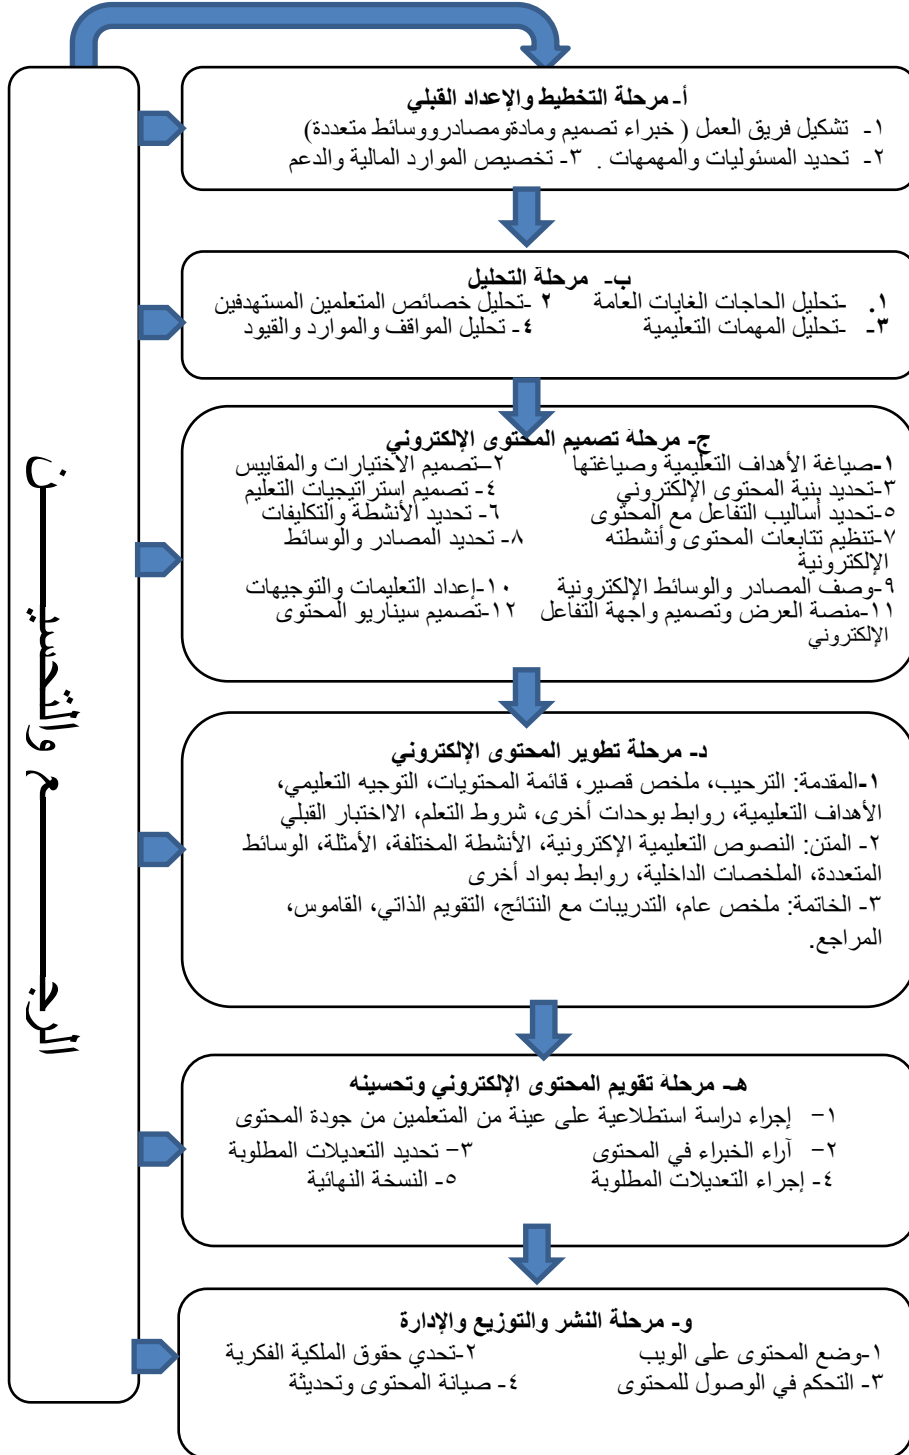 أ- مرحلة التخطيط والإعداد القبلي
١- تشكيل فريق العمل ( خبراء تصميم ومادةومصادرووسائط متعددة)
٢- تحديد المسئوليات والمهمهات . ٣- تخصيص الموارد المالية والدعم
ب- مرحلة التحليل
١. -تحليل الحاجات الغايات العامة ٢ -تحليل خصائص المتعلمين المستهدفين
٣- -تحليل المهمات التعليمية ٤- تحليل المواقف والموارد والقيود
ج- مرحلة تصميم المحتوى الإلكتروني
١-صياغة الأهداف التعليمية وصياغتها ٢–تصميم الاختيارات والمقاييس
٣-تحديد بنية المحتوى الإلكتروني ٤- تصميم استراتيجيات التعليم
٥-تحديد أساليب التفاعل مع المحتوى ٦- تحديد الأنشطة والتكليفات
٧-تنظيم تتابعات المحتوى وأنشطته ٨- تحديد المصادر والوسائط
الإلكترونية
٩-وصف المصادر والوسائط الإلكترونية ١٠-إعداد التعليمات والتوجيهات
١١-منصة العرض وتصميم واجهة التفاعل ١٢-تصميم سيناريو المحتوى
الإلكتروني
د- مرحلة تطوير المحتوى الإلكتروني
١-المقدمة: الترحيب، ملخص قصير، قائمة المحتويات، التوجيه التعليمي،
الأهداف التعليمية، روابط بوحدات أخرى، شروط التعلم، الااختبار القبلي
٢- المتن: النصوص التعليمية الإكترونية، الأنشطة المختلفة، الأمثلة، الوسائط
المتعددة، الملخصات الداخلية، روابط بمواد أخرى
٣- الخاتمة: ملخص عام، التدريبات مع النتائج، التقويم الذاتي، القاموس،
المراجع.
هـ- مرحلة تقويم المحتوى الإلكتروني وتحسينه
١- إجراء دراسة استطلاعية على عينة من المتعلمين من جودة المحتوى
٢- آراء الخبراء في المحتوى ٣- تحديد التعديلات المطلوبة
٤- إجراء التعديلات المطلوبة ٥- النسخة النهائية
و- مرحلة النشر والتوزيع والإدارة
١-وضع المحتوى على الويب ٢-تحدي حقوق الملكية الفكرية
٣- التحكم في الوصول للمحتوى ٤- صيانة المحتوى وتحديثة
الرجــــع والتحسيــــن